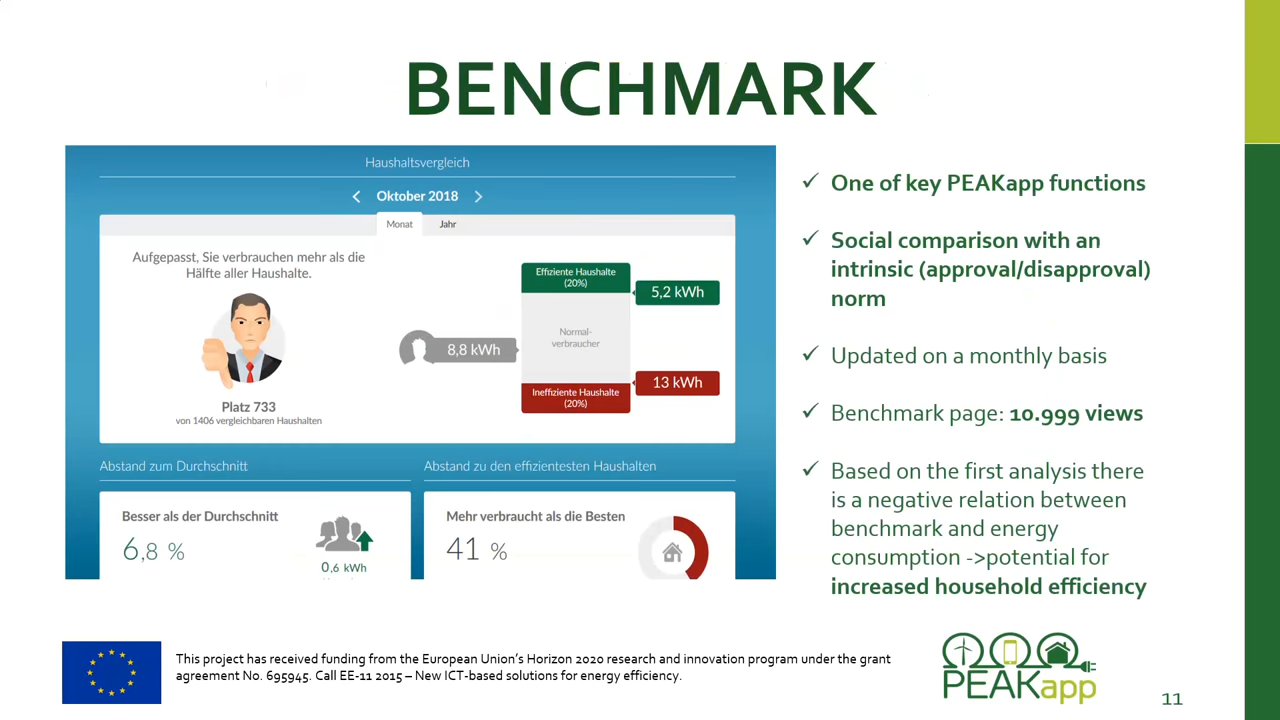 BENCHMARK
Haushaltsvergleich
Oktober 2018
Monat Jahr
Aufgepasst, Sie verbrauchen mehr als die
Hälfte aller Haushalte.
Platz 733
von 1406 vergleichbaren Haushalten
8,8 kWh
Effiziente Haushalte
(20%)
5,2 kWh
Normal-
verbraucher
13 kWh
Ineffiziente Haushalte
(20%)
Abstand zum Durchschnitt
Besser als der Durchschnitt
6,8 %
0,6 kWh
Abstand zu den effizientesten Haushalten
Mehr verbraucht als die Besten
41 %
✓ One of key PEAKapp functions
✓ Social comparison with an
intrinsic (approval/disapproval)
norm
✓ Updated on a monthly basis
✓ Benchmark page: 10.999 views
✓ Based on the first analysis there
is a negative relation between
benchmark and energy
consumption ->potential for
increased household efficiency
This project has received funding from the European Union's Horizon 2020 research and innovation program under the grant
agreement No. 695945. Call EE-11 2015 – New ICT-based solutions for energy efficiency.
PEAKapp
11